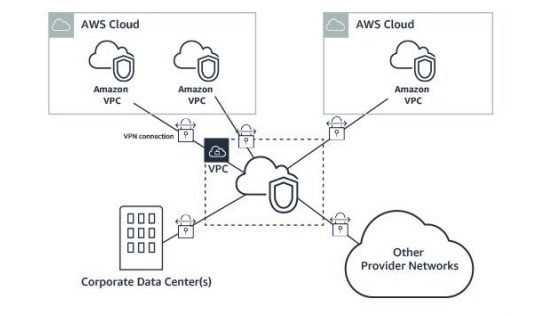 AWS Cloud
AWS Cloud
Amazon
VPC
Amazon
VPC
Amazon
VPC
VPN connection
VPC
Other
Provider Networks
Corporate Data Center(s)